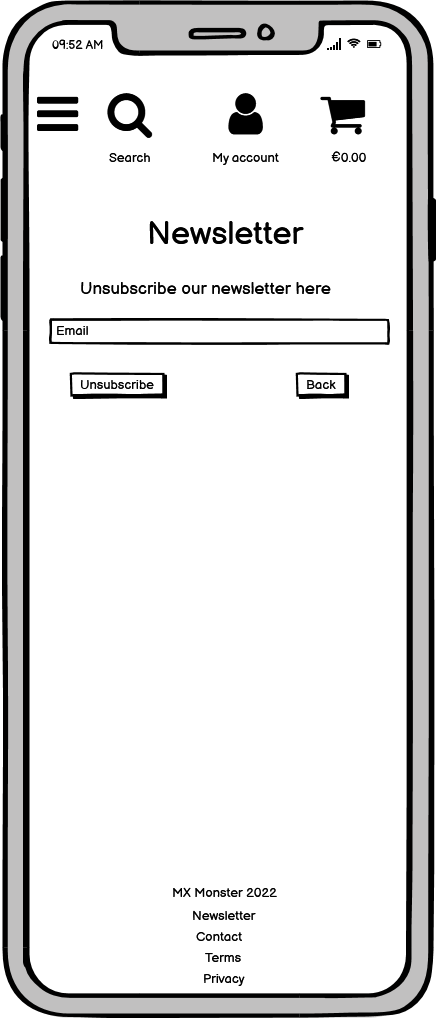 09:52 AM
Search My account €0.00
Newsletter
Unsubscribe our newsletter here
Email
Unsubscribe Back
MX Monster 2022
Newsletter
Contact
Terms
Privacy